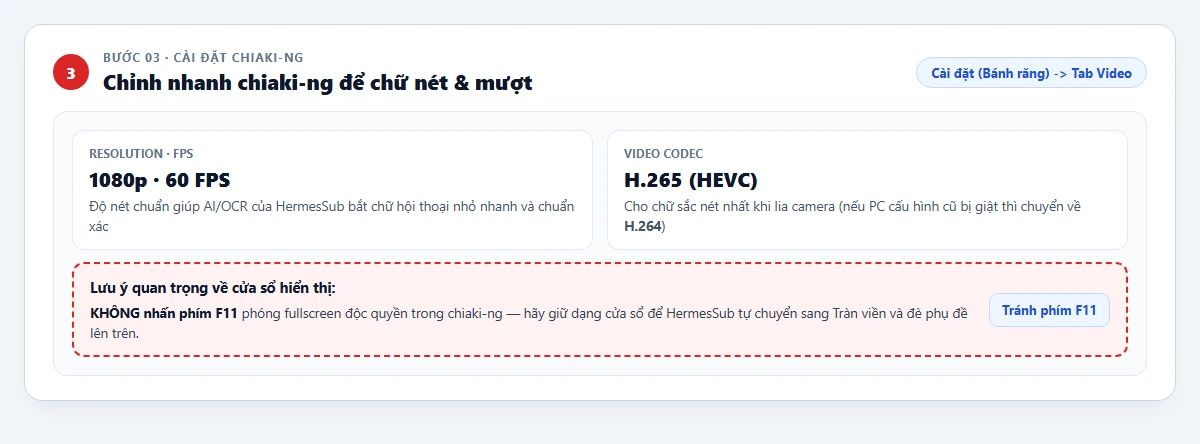 3
BƯỚC 03 · CÀI ĐẶT CHIAKI-NG
Chỉnh nhanh chiaki-ng để chữ nét & mượt
Cài đặt (Bánh răng) -> Tab Video
RESOLUTION · FPS
1080p · 60 FPS
Độ nét chuẩn giúp AI/OCR của HermesSub bắt chữ hội thoại nhỏ nhanh và chuẩn
xác
VIDEO CODEC
H.265 (HEVC)
Cho chữ sắc nét nhất khi lia camera (nếu PC cấu hình cũ bị giật thì chuyển về
H.264)
Lưu ý quan trọng về cửa sổ hiển thị:
KHÔNG nhấn phím F11 phóng fullscreen độc quyền trong chiaki-ng — hãy giữ dạng cửa sổ để HermesSub tự chuyển sang Tràn viền và đè phụ đề
lên trên.
Tránh phím F11